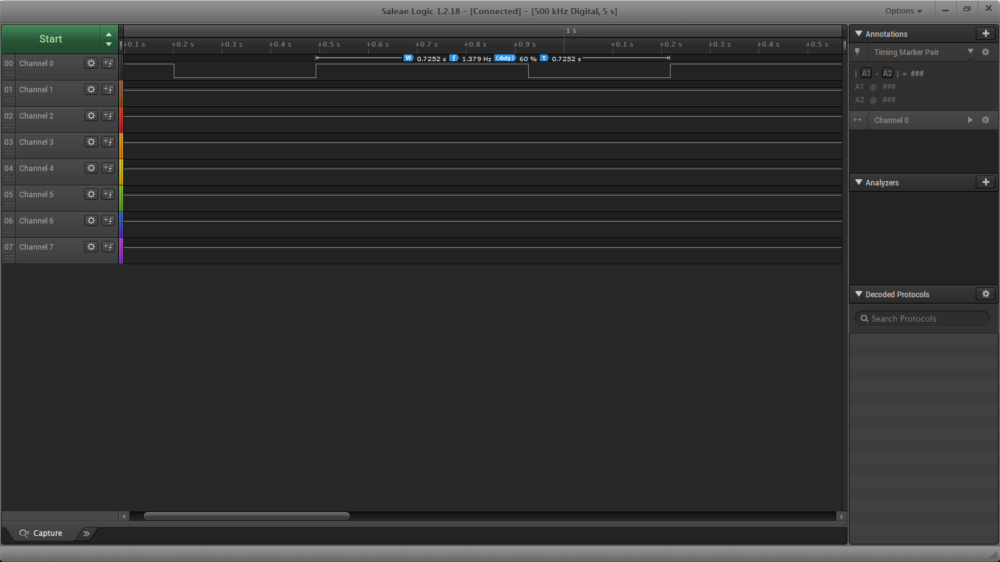 Saleae Logic 1.2.18 - [Connected] - [500 kHz Digital, 5 s]
Options
Start
1 s
+0.1 s +0.2 s +0.3 s +0.4 s +0.5 s +0.6 s +0.7 s +0.8 s +0.9 s +0.1 s +0.2 s +0.3 s +0.4 s +0.5 s
W 0.7252 s f 1.379 Hz duty 60 % T 0.7252 s
00 Channel 0
01 Channel 1
02 Channel 2
03 Channel 3
04 Channel 4
05 Channel 5
06 Channel 6
07 Channel 7
Capture
Annotations
Timing Marker Pair
| A1 - A2 | = ###
A1 @ ###
A2 @ ###
Channel 0
Analyzers
Decoded Protocols
Search Protocols